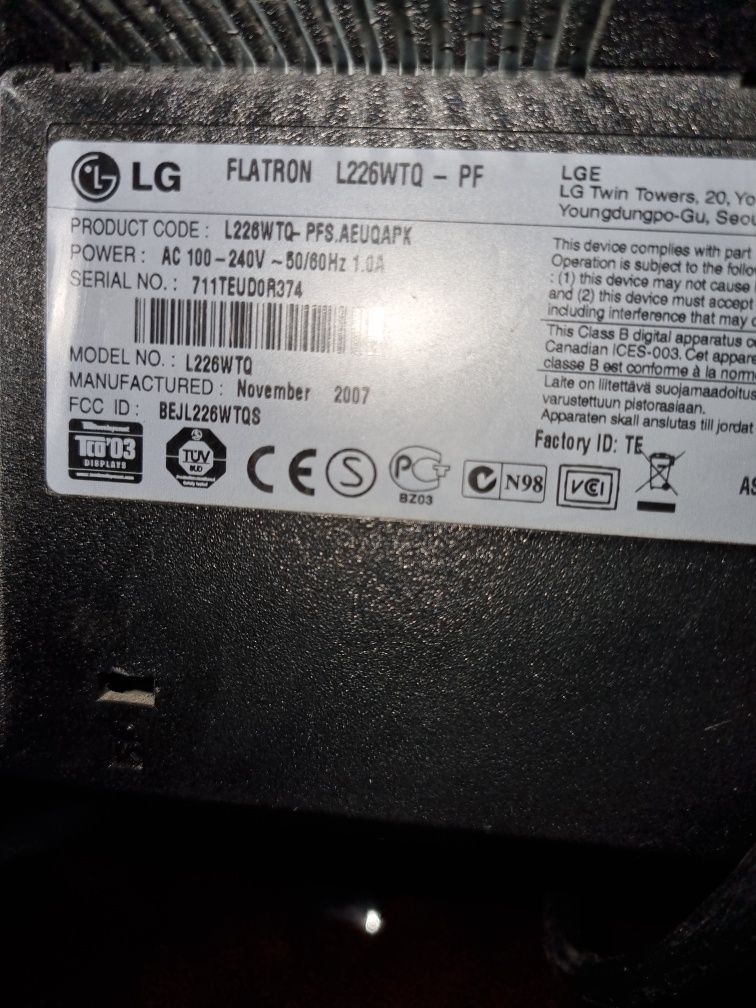 LG
FLATRON L226WTQ - PF
PRODUCT CODE : L226WTQ-PFS.AEUQAPK
POWER : AC 100-240V ~ 50/60Hz 1.0A
SERIAL NO. : 711TEUD0R374
MODEL NO. : L226WTQ
MANUFACTURED : November 2007
FCC ID : BEJL226WTQS
TCO'03
DISPLAYS
TÜV
CE
S
PCT
BZ03
N98
VCI
LGE
LG Twin Towers, 20, Yo
Youngdungpo-Gu, Seou
This device complies with part
Operation is subject to the follo
: (1) this device may not cause
and (2) this device must accept
including interference that may
This Class B digital apparatus c
Canadian ICES-003. Cet appare
classe B est conforme à la norm
Laite on liitettävä suojamaadoitus
varustettuun pistorasiaan.
Apparaten skall anslutas till jordat
Factory ID: TE
AS